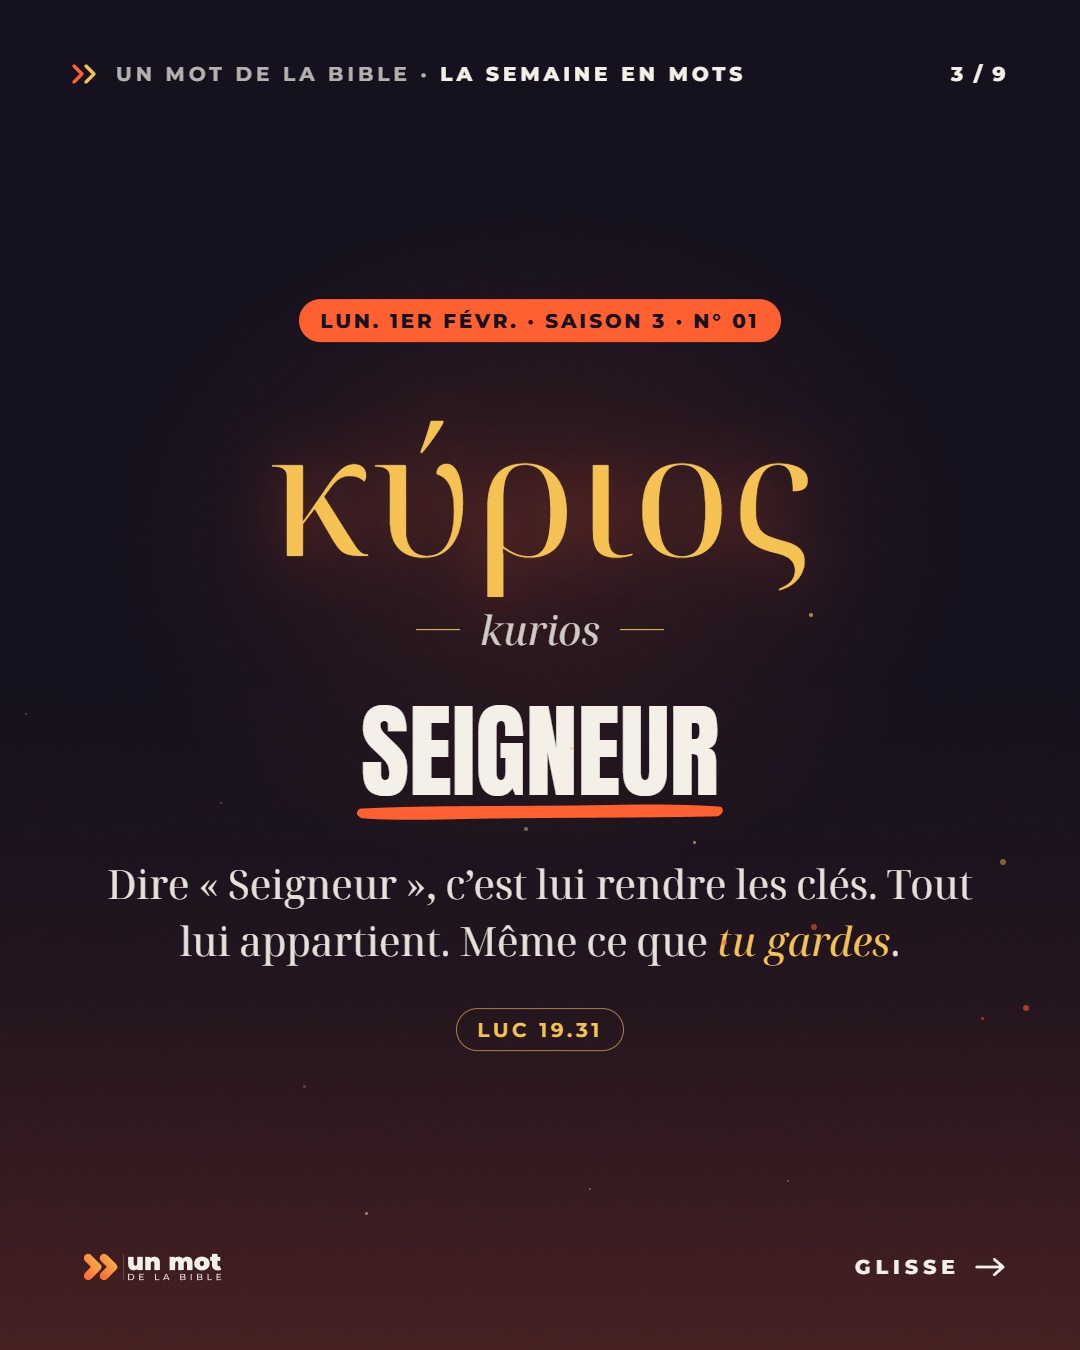 UN MOT DE LA BIBLE · LA SEMAINE EN MOTS
3 / 9
LUN. 1ER FÉVR. · SAISON 3 · N° 01
κύριος
kurios
SEIGNEUR
Dire « Seigneur », c’est lui rendre les clés. Tout
lui appartient. Même ce que tu gardes.
LUC 19.31
un mot
DE LA BIBLE
GLISSE →